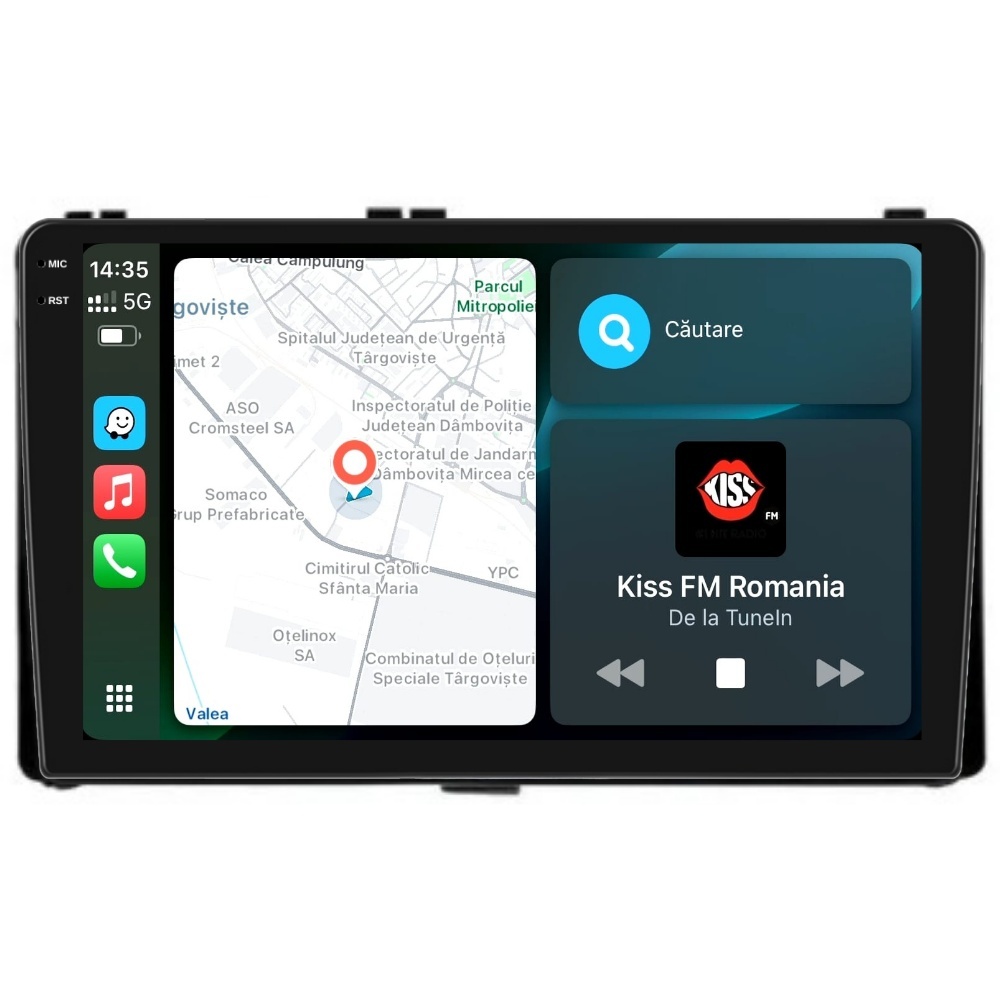 MIC
RST
14:35
5G
Calea Câmpulung
goviște
Parcul
Mitropoliei
Spitalul Județean de Urgență
Târgoviște
met 2
ASO
Cromsteel SA
Inspectoratul de Poliție
Județean Dâmbovița
ectoratul de Jandarm
Dâmbovița Mircea ce
Somaco
Grup Prefabricate
Cimitirul Catolic
Sfânta Maria
YPC
Oțelinox
SA
Combinatul de Oțeluri
Speciale Târgoviște
Valea
Căutare
KISS
FM
Kiss FM Romania
De la TuneIn